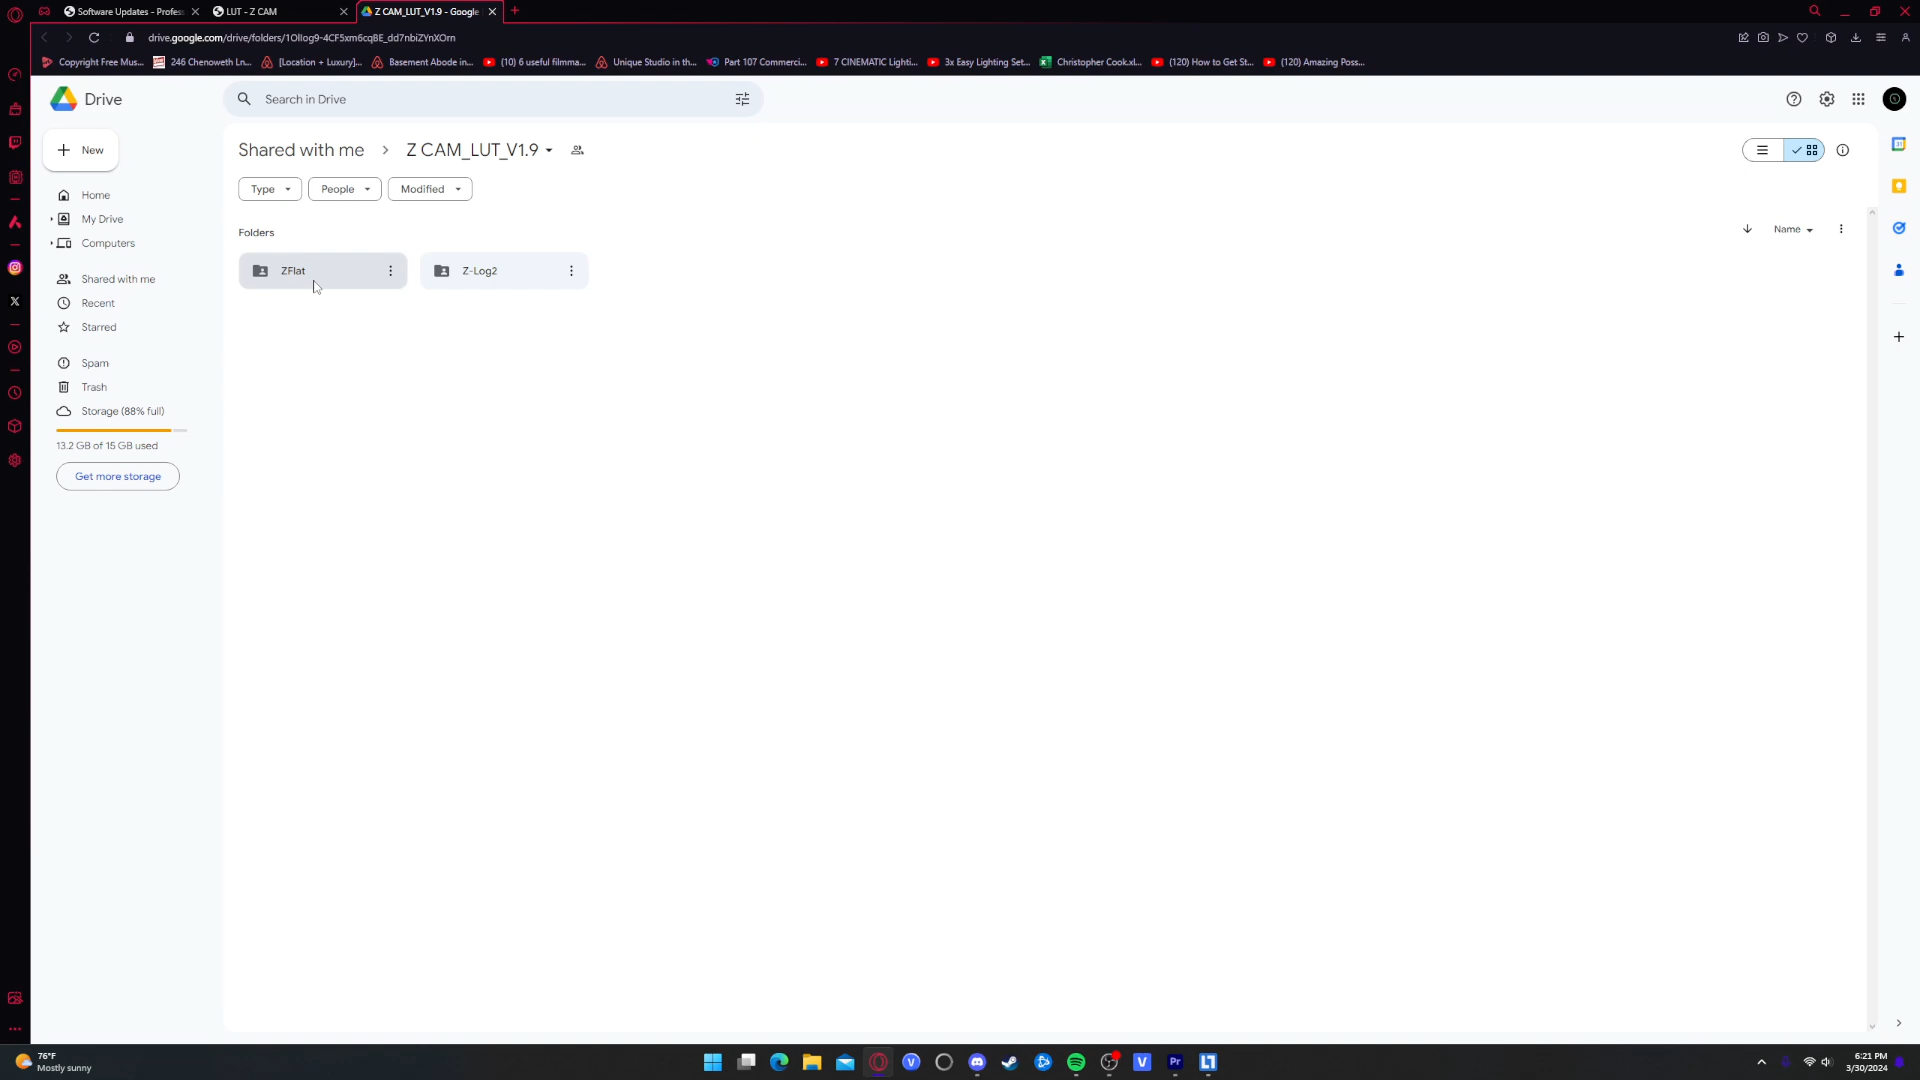 Software Updates - Profess
LUT - Z CAM
Z CAM_LUT_V1.9 - Google
drive.google.com/drive/folders/1OlIog9-4CF5xm6cqBE_dd7nbiZYnXOrn
Copyright Free Mus...
246 Chenoweth Ln...
[Location + Luxury]...
Basement Abode in...
(10) 6 useful filmma...
Unique Studio in th...
Part 107 Commerci...
7 CINEMATIC Lighti...
3x Easy Lighting Set...
Christopher Cook.xl...
(120) How to Get St...
(120) Amazing Poss...
Drive
Search in Drive
New
Shared with me
Z CAM_LUT_V1.9
Type
People
Modified
Home
My Drive
Computers
Shared with me
Recent
Starred
Spam
Trash
Storage (88% full)
13.2 GB of 15 GB used
Get more storage
Folders
Name
ZFlat
Z-Log2
76°F
Mostly sunny
6:21 PM
3/30/2024